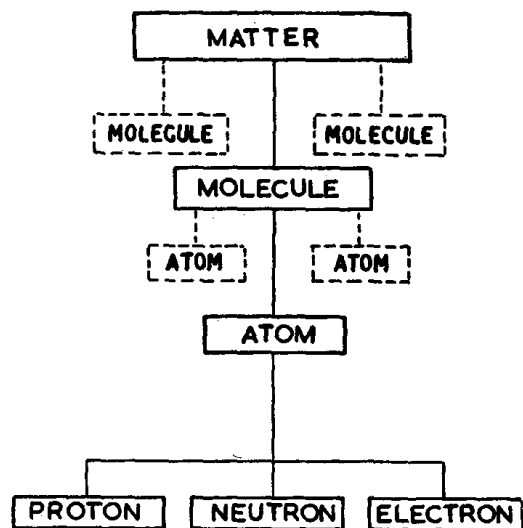 MATTER
MOLECULE MOLECULE
MOLECULE
ATOM ATOM
ATOM
PROTON NEUTRON ELECTRON